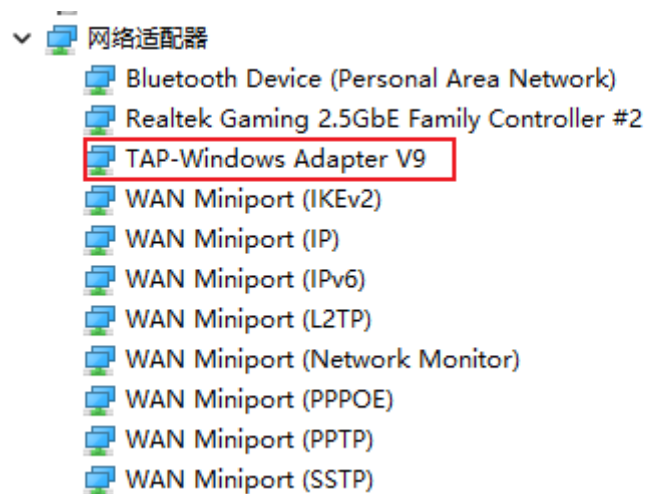 网络适配器
Bluetooth Device (Personal Area Network)
Realtek Gaming 2.5GbE Family Controller #2
TAP-Windows Adapter V9
WAN Miniport (IKEv2)
WAN Miniport (IP)
WAN Miniport (IPv6)
WAN Miniport (L2TP)
WAN Miniport (Network Monitor)
WAN Miniport (PPPOE)
WAN Miniport (PPTP)
WAN Miniport (SSTP)